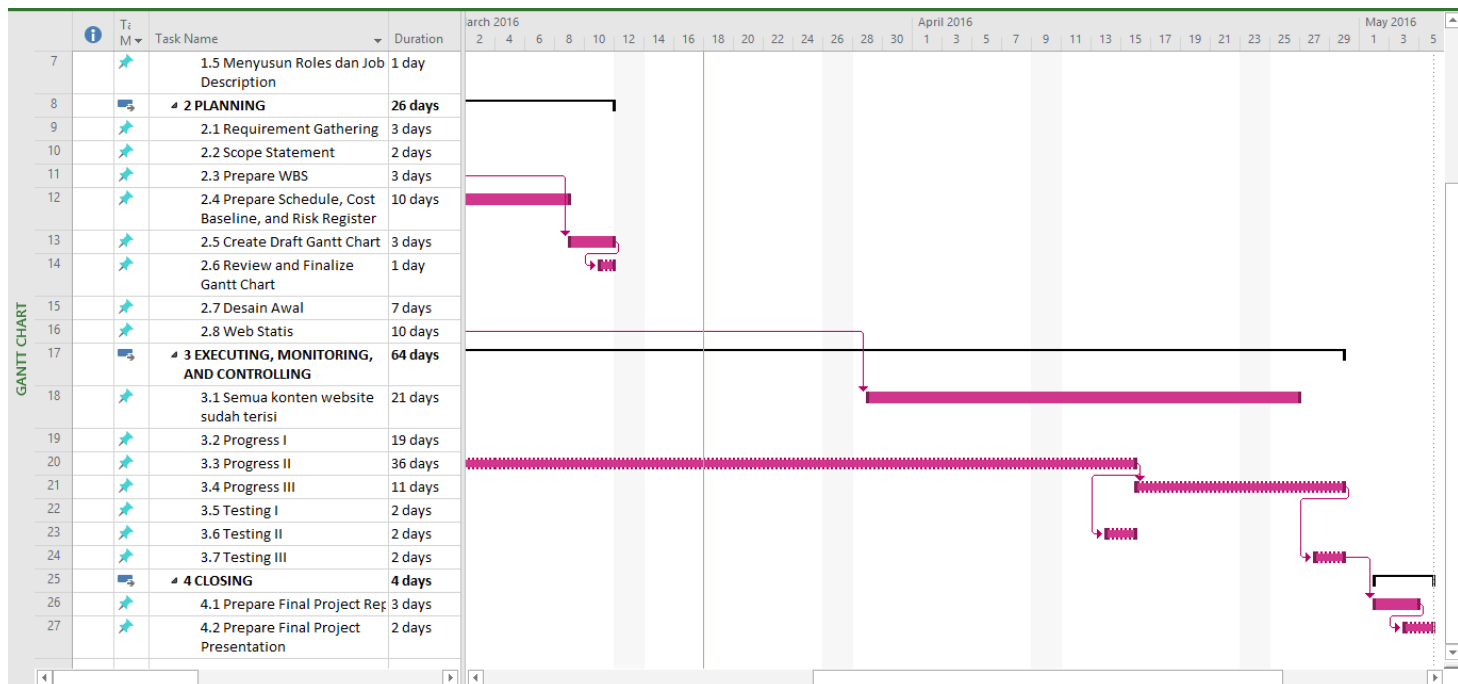 arch 2016 April 2016 May 2016
Ta
M Task Name Duration 2 4 6 8 10 12 14 16 18 20 22 24 26 28 30 1 3 5 7 9 11 13 15 17 19 21 23 25 27 29 1 3 5
7 1.5 Menyusun Roles dan Job 1 day
Description
8 2 PLANNING 26 days
9 2.1 Requirement Gathering 3 days
10 2.2 Scope Statement 2 days
11 2.3 Prepare WBS 3 days
12 2.4 Prepare Schedule, Cost 10 days
Baseline, and Risk Register
13 2.5 Create Draft Gantt Chart 3 days
14 2.6 Review and Finalize 1 day
Gantt Chart
15 2.7 Desain Awal 7 days
16 2.8 Web Statis 10 days
17 3 EXECUTING, MONITORING, 64 days
AND CONTROLLING
18 3.1 Semua konten website 21 days
sudah terisi
19 3.2 Progress I 19 days
20 3.3 Progress II 36 days
21 3.4 Progress III 11 days
22 3.5 Testing I 2 days
23 3.6 Testing II 2 days
24 3.7 Testing III 2 days
25 4 CLOSING 4 days
26 4.1 Prepare Final Project Rep 3 days
27 4.2 Prepare Final Project 2 days
Presentation
GANTT CHART